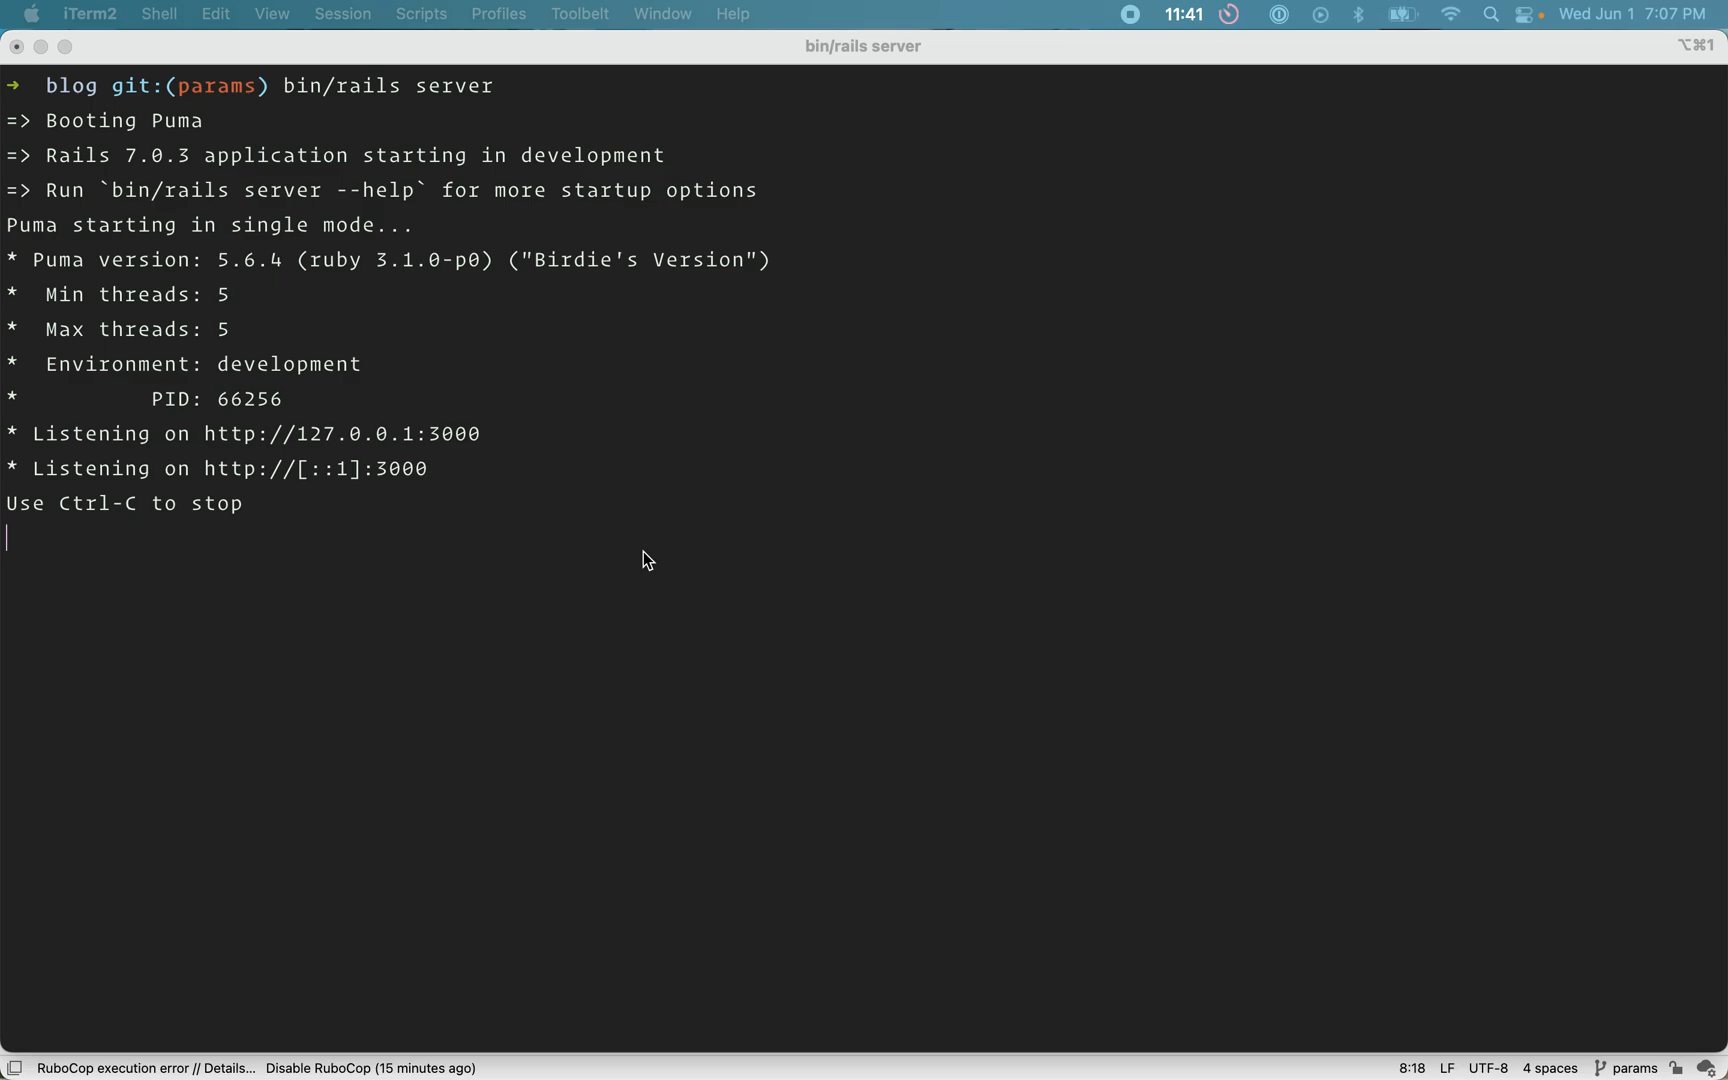 iTerm2 Shell Edit View Session Scripts Profiles Toolbelt Window Help 11:41 Wed Jun 1 7:07 PM
bin/rails server ⌥⌘1
➜ blog git:(params) bin/rails server
=> Booting Puma
=> Rails 7.0.3 application starting in development
=> Run `bin/rails server --help` for more startup options
Puma starting in single mode...
* Puma version: 5.6.4 (ruby 3.1.0-p0) ("Birdie's Version")
*  Min threads: 5
*  Max threads: 5
*  Environment: development
*          PID: 66256
* Listening on http://127.0.0.1:3000
* Listening on http://[::1]:3000
Use Ctrl-C to stop
RuboCop execution error // Details... Disable RuboCop (15 minutes ago) 8:18 LF UTF-8 4 spaces params